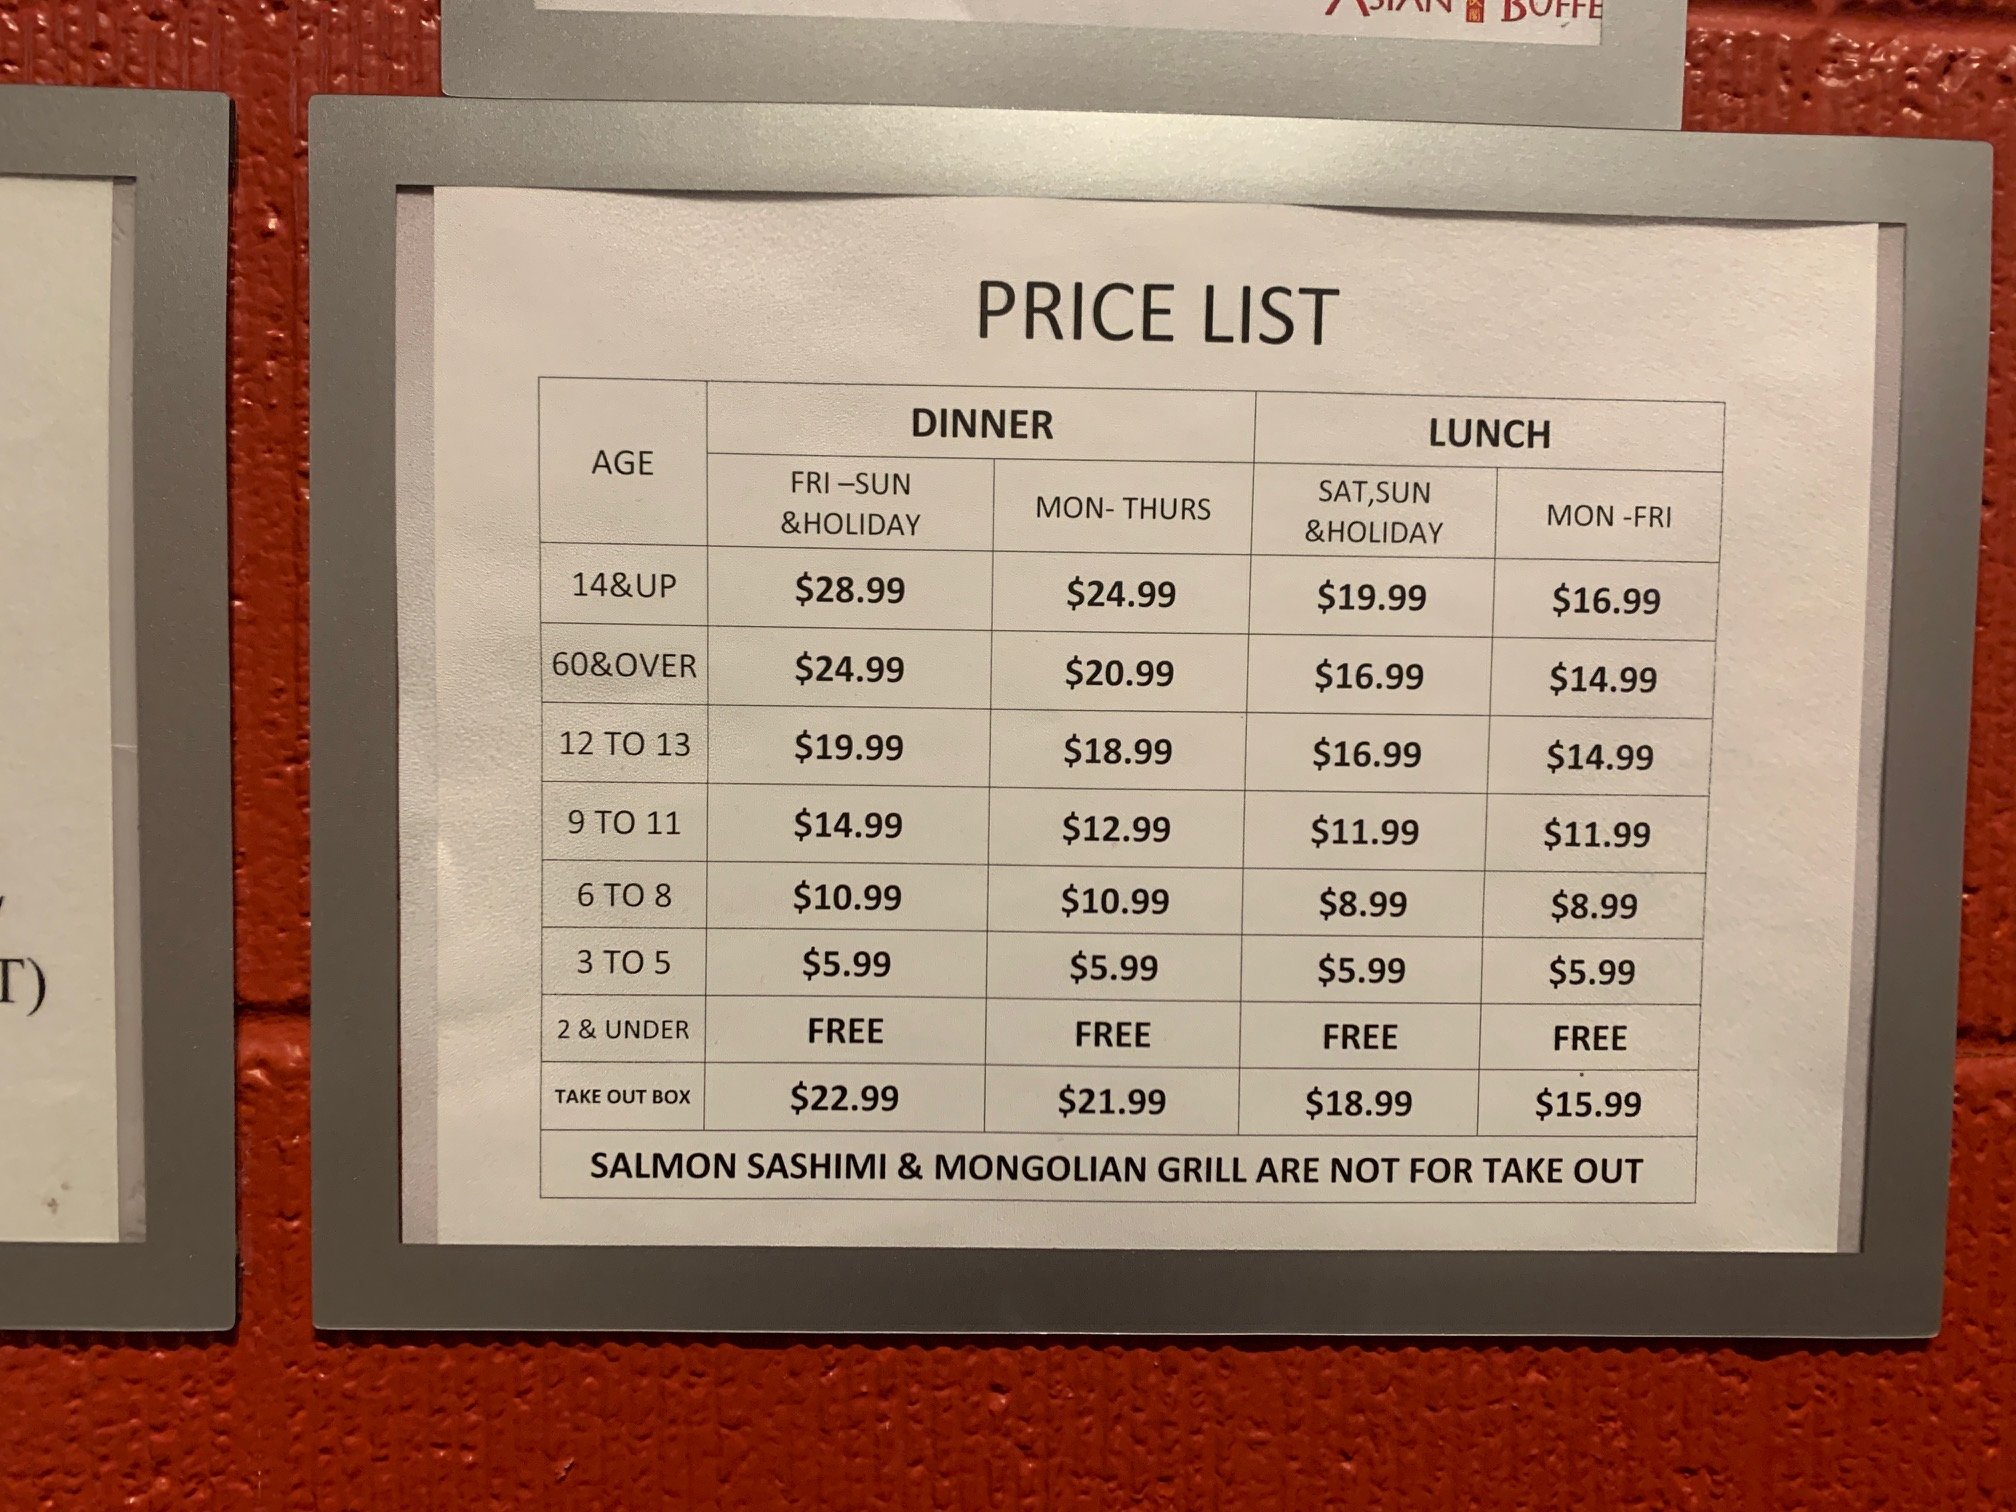 ASIAN BUFFE
T)
PRICE LIST
AGE
DINNER
LUNCH
FRI –SUN
&HOLIDAY
MON- THURS
SAT,SUN
&HOLIDAY
MON -FRI
14&UP $28.99 $24.99 $19.99 $16.99
60&OVER $24.99 $20.99 $16.99 $14.99
12 TO 13 $19.99 $18.99 $16.99 $14.99
9 TO 11 $14.99 $12.99 $11.99 $11.99
6 TO 8 $10.99 $10.99 $8.99 $8.99
3 TO 5 $5.99 $5.99 $5.99 $5.99
2 & UNDER FREE FREE FREE FREE
TAKE OUT BOX $22.99 $21.99 $18.99 $15.99
SALMON SASHIMI & MONGOLIAN GRILL ARE NOT FOR TAKE OUT